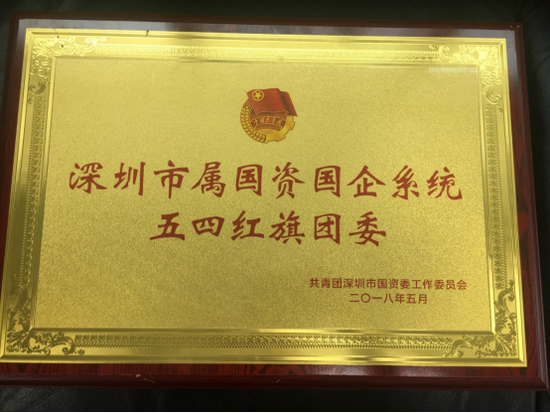 深圳市属国资国企系统
五四红旗团委
共青团深圳市国资委工作委员会
二〇一八年五月